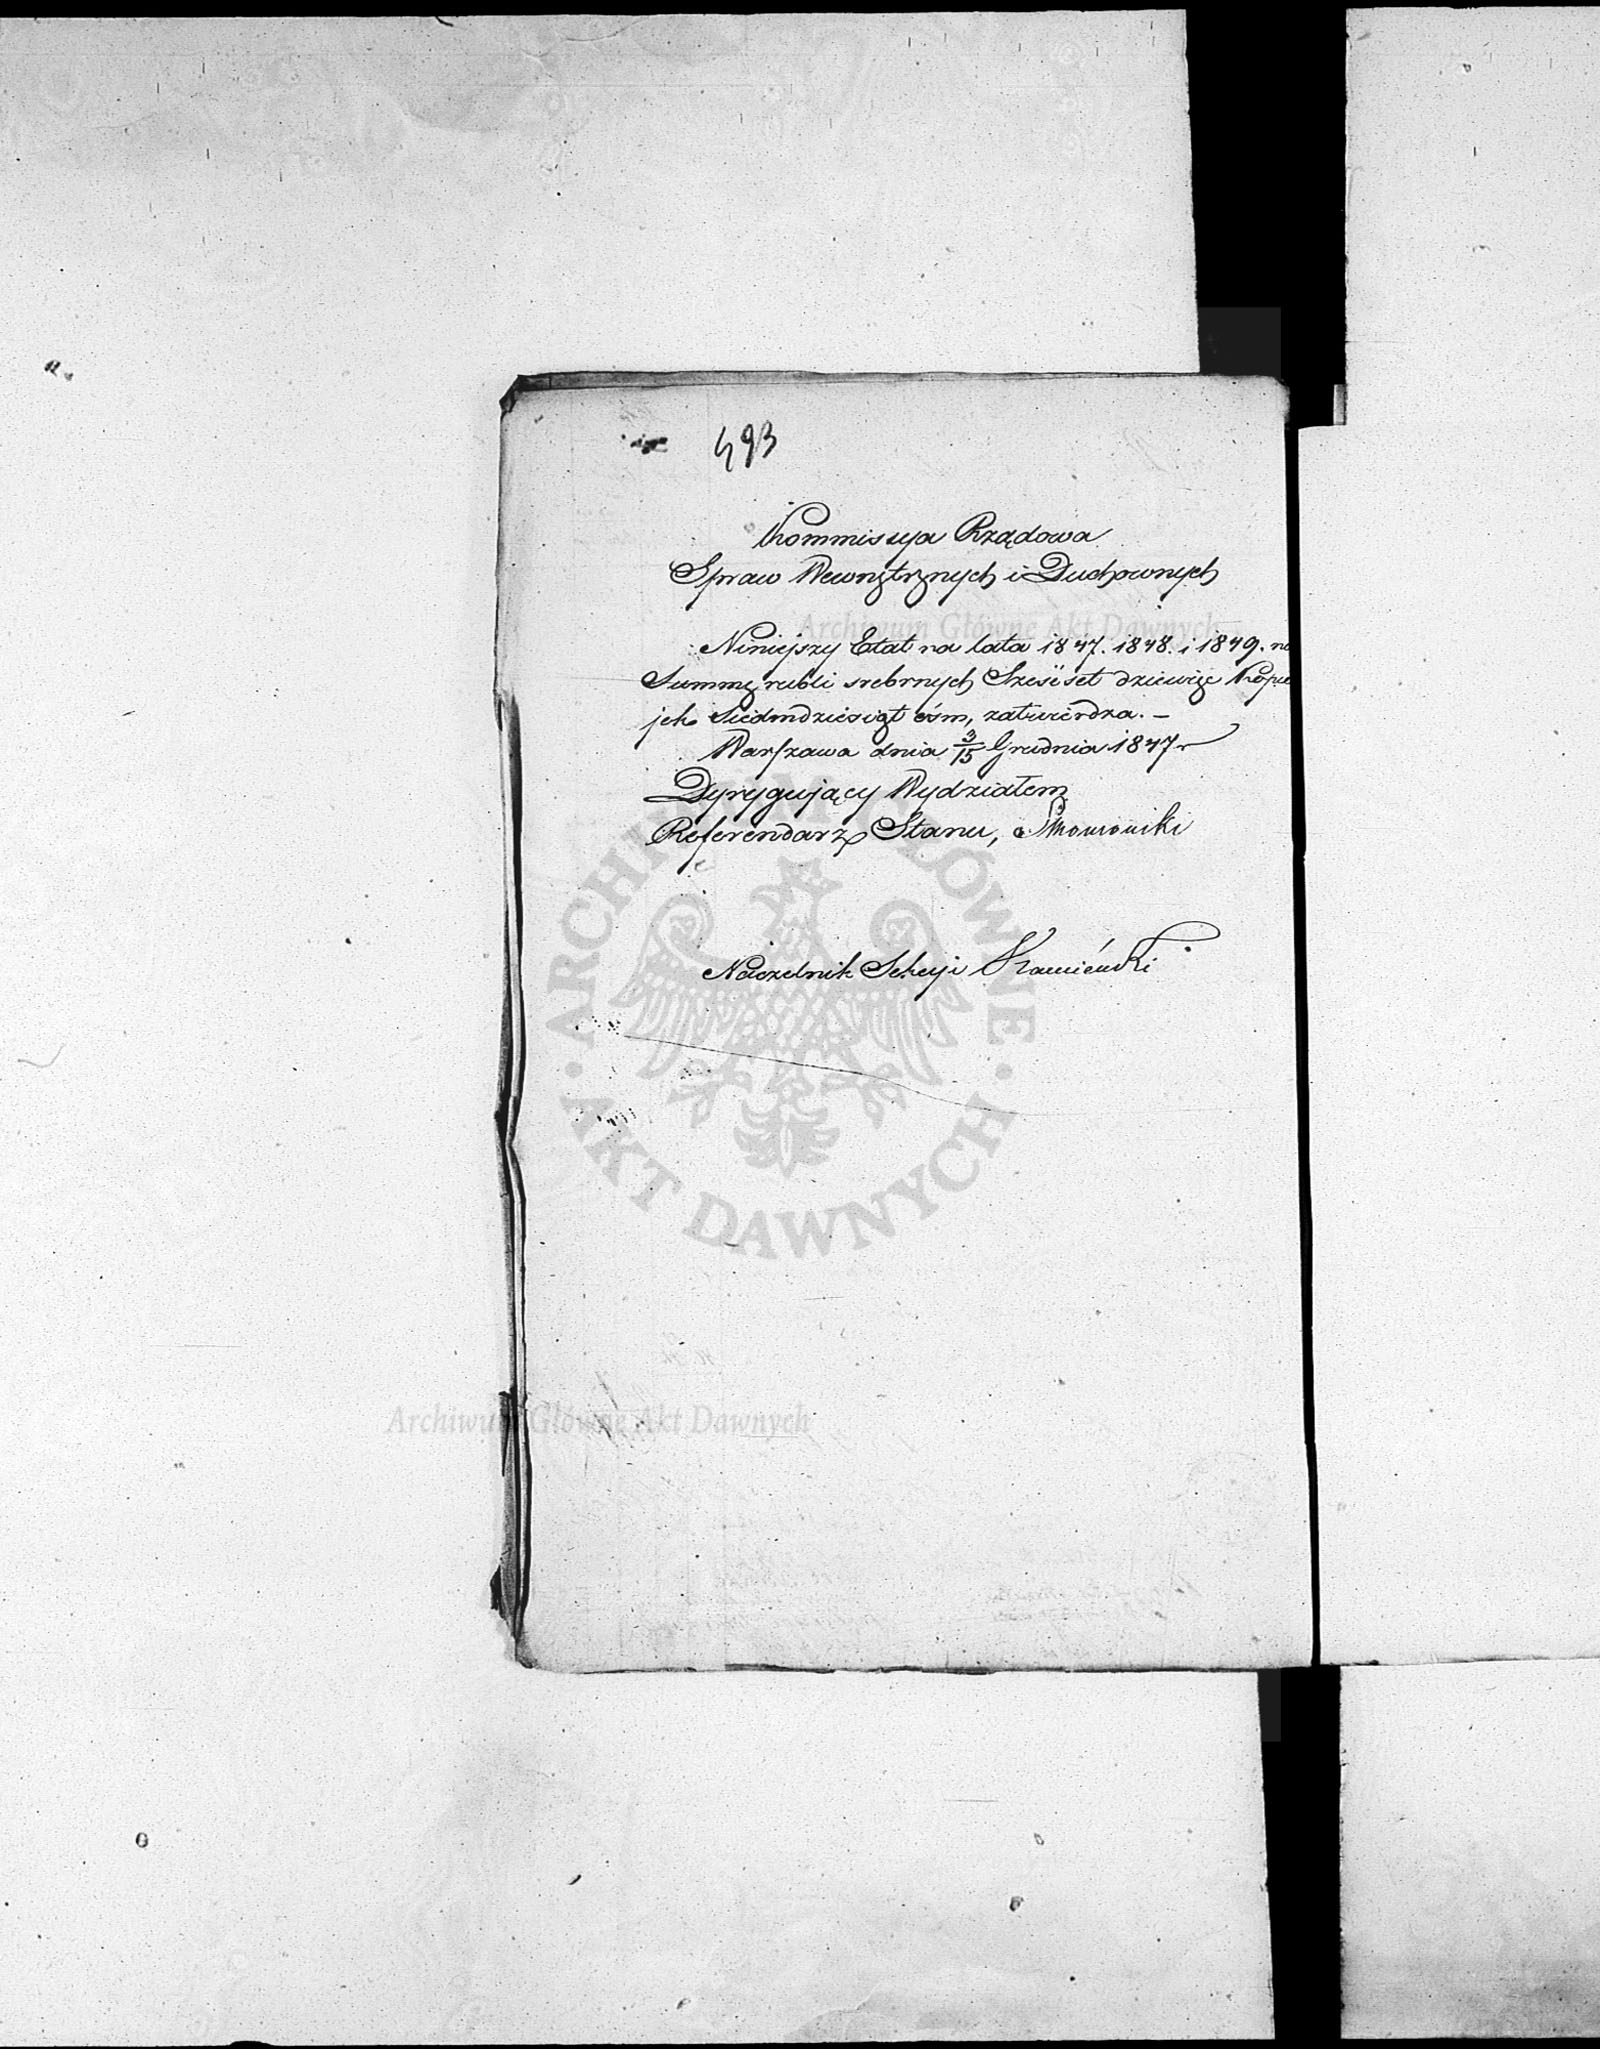 493
Kommissya Rządowa
Spraw Wewnętrznych i Duchownych
Niniejszy Etat na lata 1847. 1848. i 1849. na
Summę rubli srebrnych Sześćset dziewięć Kopie
jek siedmdziesiąt ośm, zatwierdza. —
Warszawa dnia 3/15 Grudnia 1847 r
Dyrygujący Wydziałem
Referendarz Stanu,
Naczelnik Sekcyi Kamieński
Archiwum Główne Akt Dawnych
ARCHIWUM GŁÓWNE
AKT DAWNYCH
Archiwum Główne Akt Dawnych